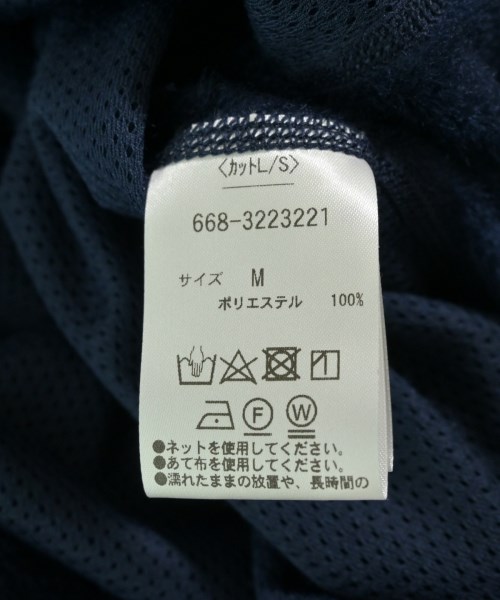 〈カットL/S〉
668-3223221
サイズ M
ポリエステル 100%
F W
●ネットを使用してください。
●あて布を使用してください。
●濡れたままの放置や、長時間の